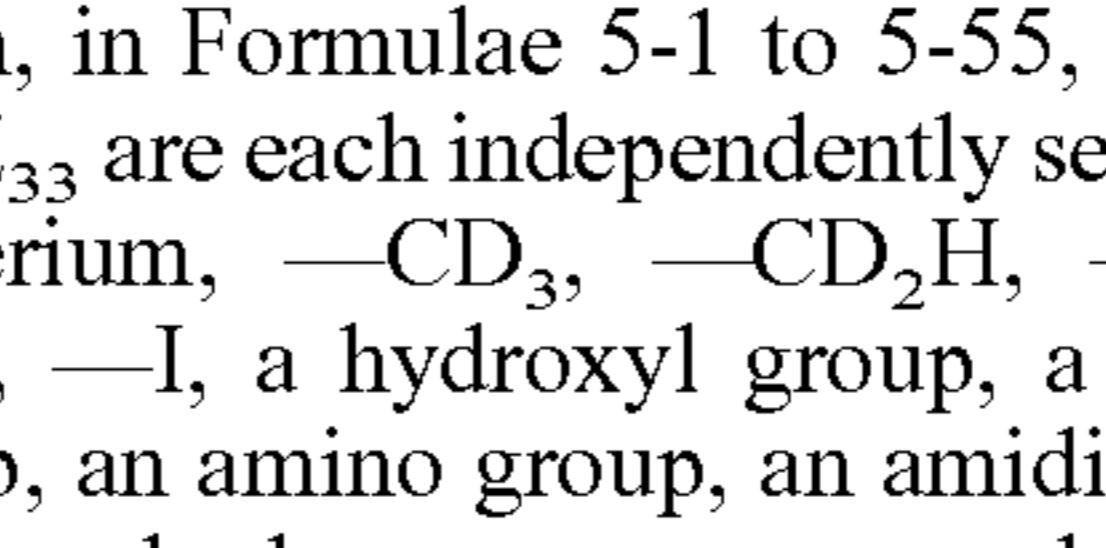 , in Formulae 5-1 to 5-55,
33 are each independently se
erium, —CD3, —CD2H,
, —I, a hydroxyl group, a
, an amino group, an amidi